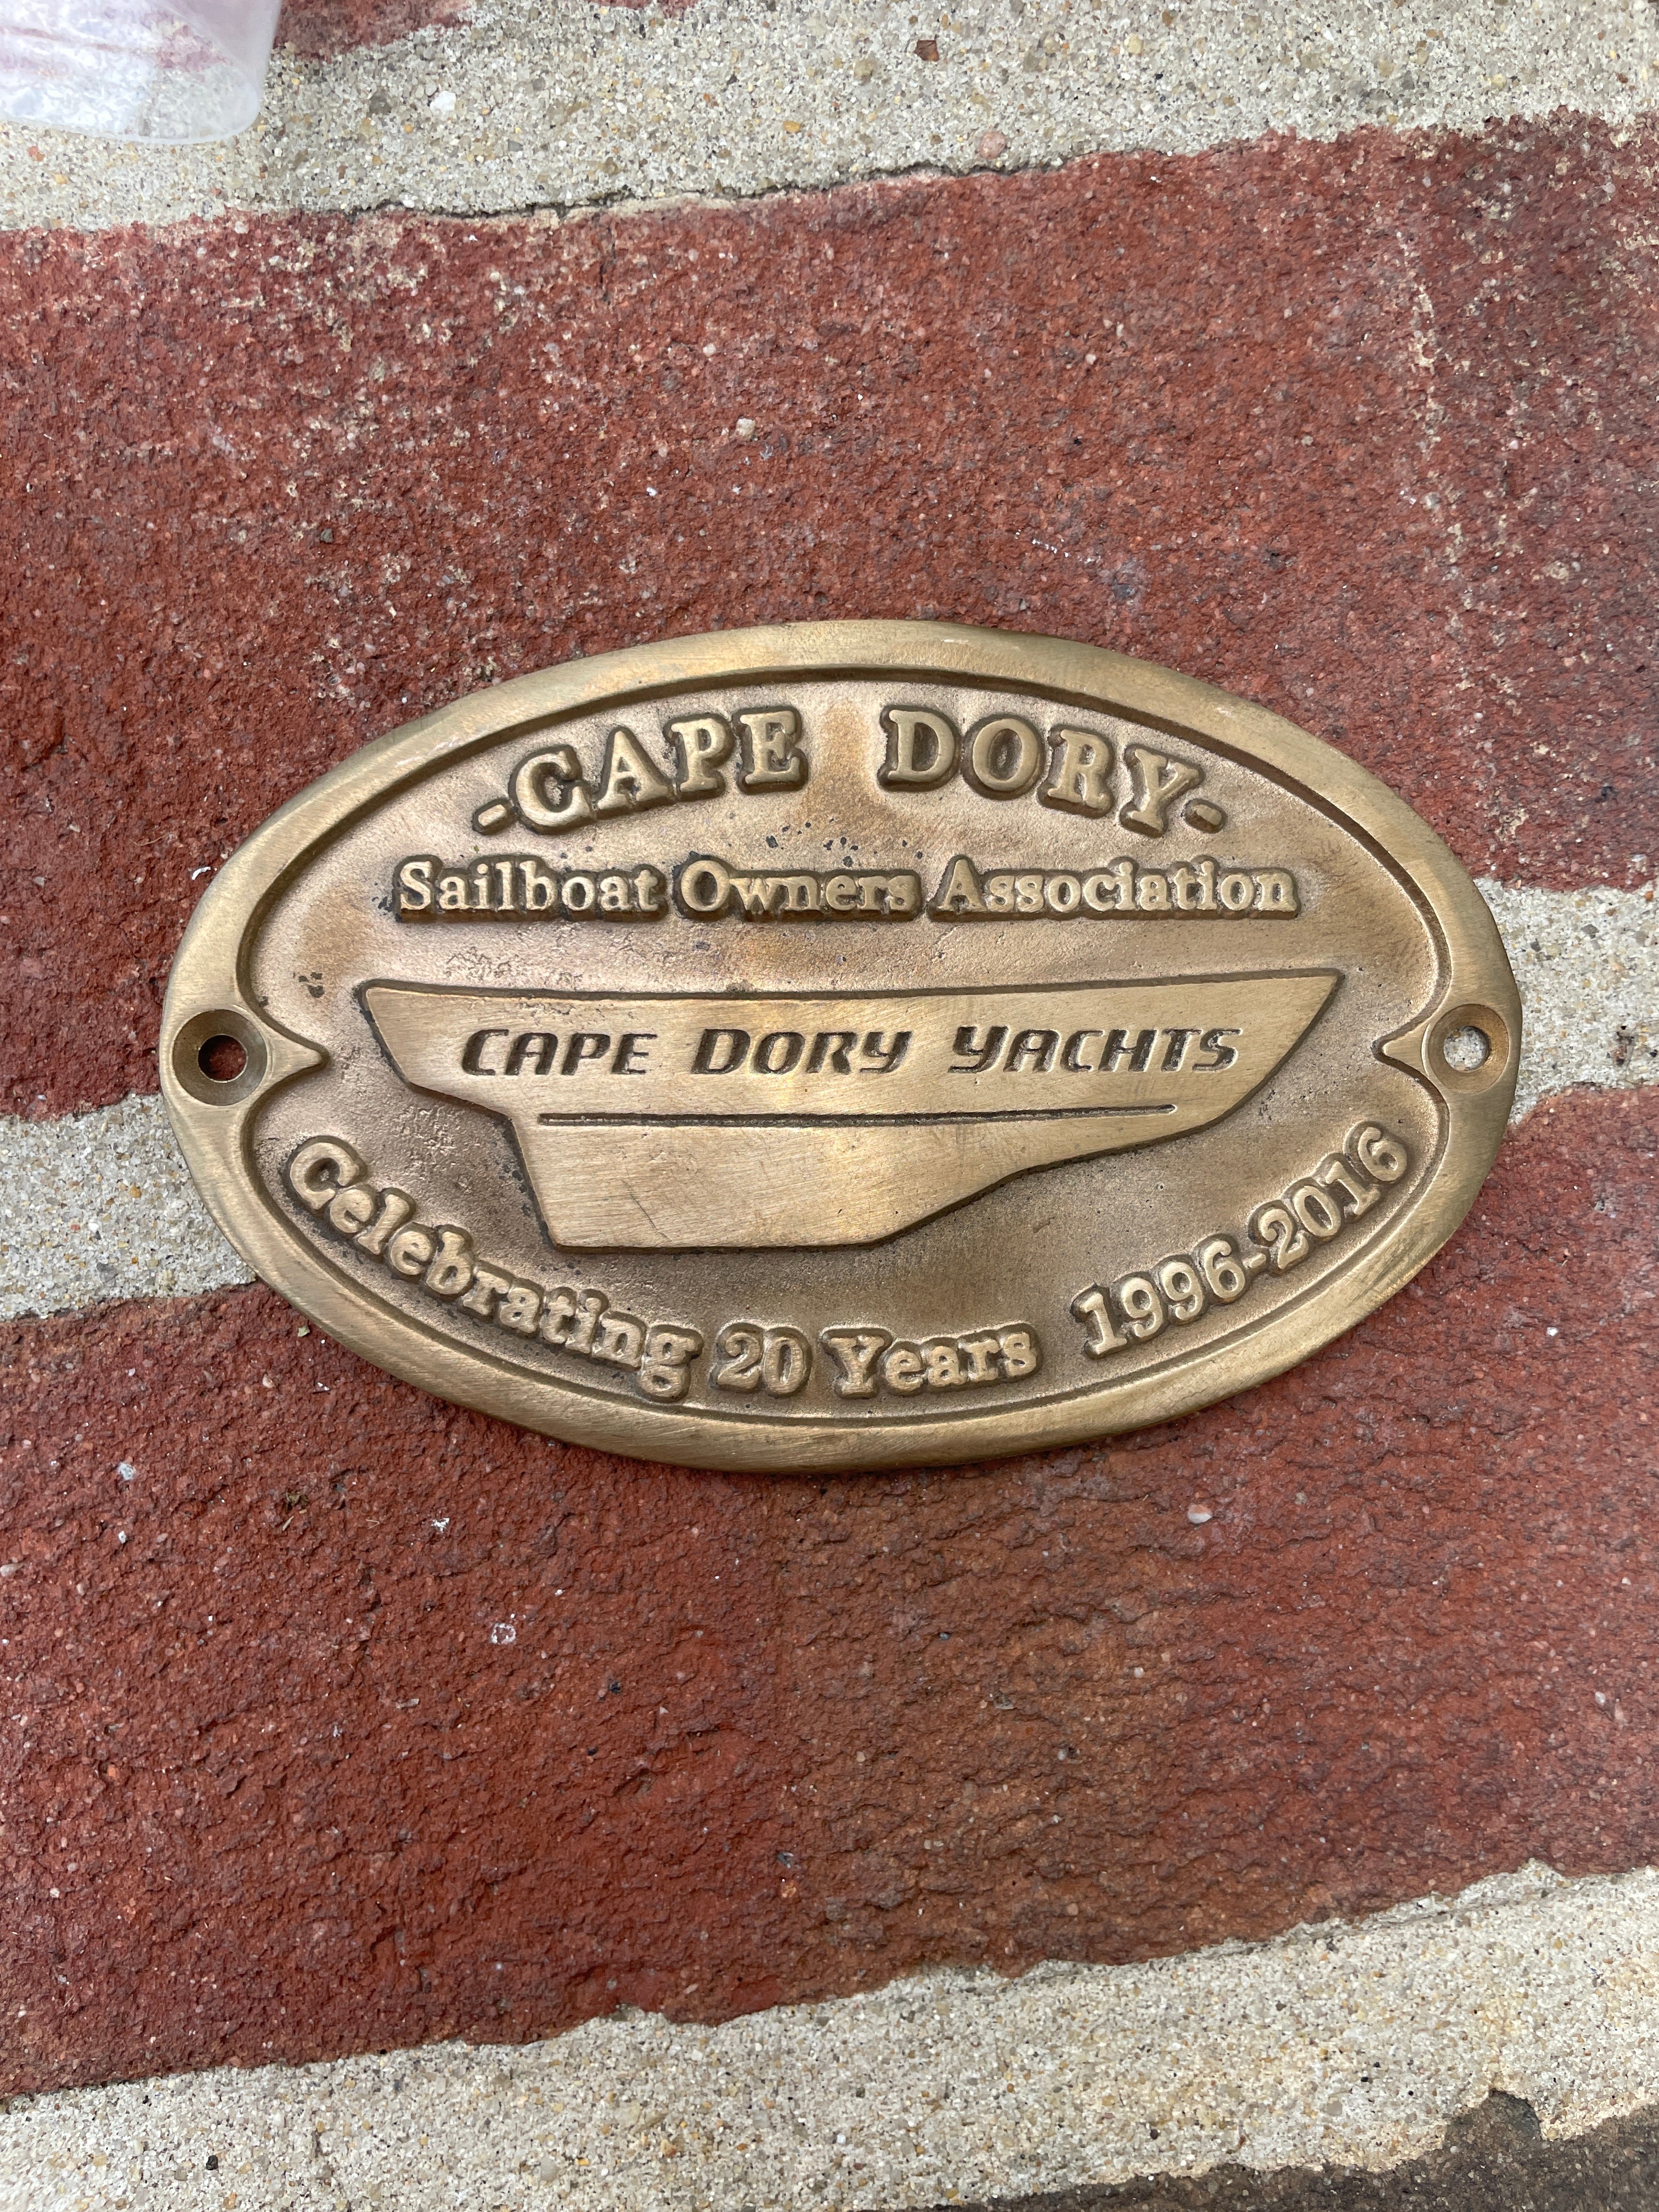 -CAPE DORY-
Sailboat Owners Association
CAPE DORY YACHTS
Celebrating 20 Years 1996-2016